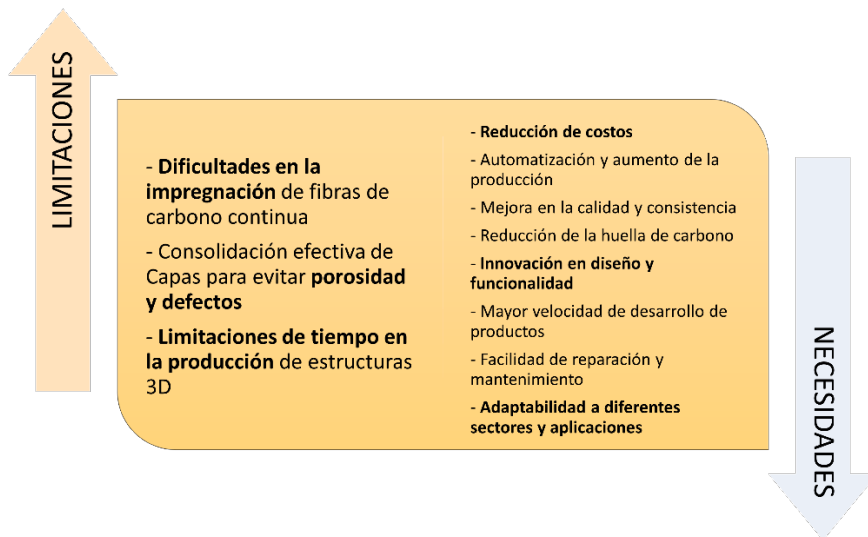 LIMITACIONES
- Dificultades en la
impregnación de fibras de
carbono continua
- Consolidación efectiva de
Capas para evitar porosidad
y defectos
- Limitaciones de tiempo en
la producción de estructuras
3D
- Reducción de costos
- Automatización y aumento de la
producción
- Mejora en la calidad y consistencia
- Reducción de la huella de carbono
- Innovación en diseño y
funcionalidad
- Mayor velocidad de desarrollo de
productos
- Facilidad de reparación y
mantenimiento
- Adaptabilidad a diferentes
sectores y aplicaciones
NECESIDADES